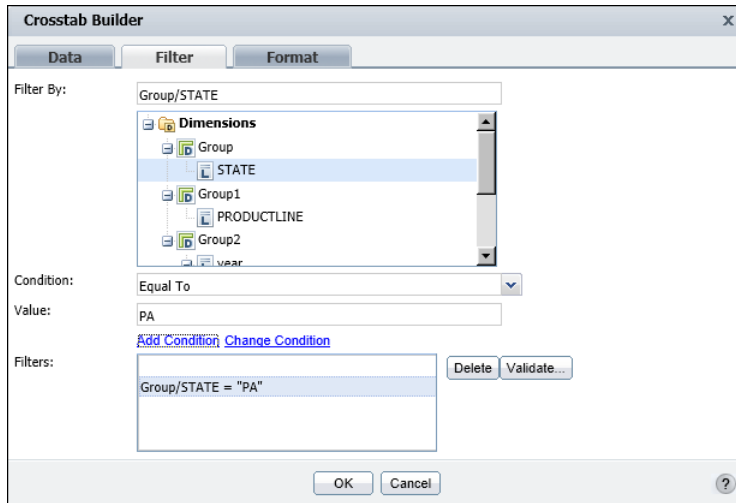 Crosstab Builder x
Data Filter Format
Filter By:
Group/STATE
Dimensions
Group
STATE
Group1
PRODUCTLINE
Group2
year
Condition:
Equal To
Value:
PA
Add Condition Change Condition
Filters:
Delete Validate...
Group/STATE = "PA"
OK Cancel ?